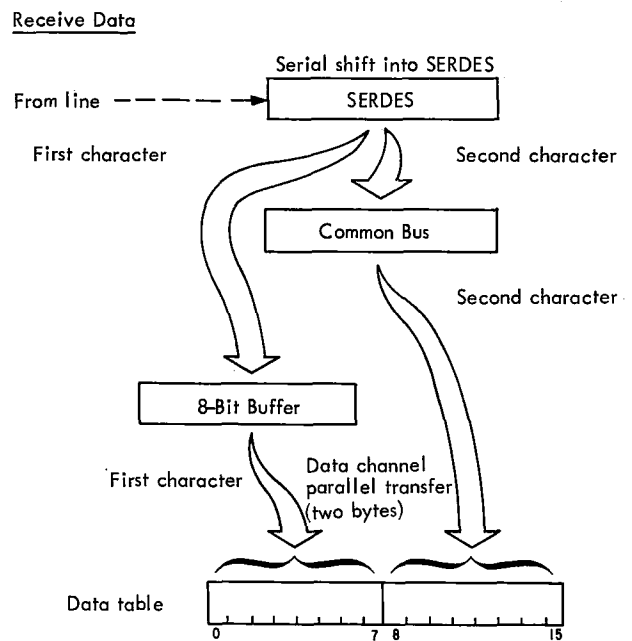 Receive Data
Serial shift into SERDES
From line
SERDES
First character
Second character
Common Bus
Second character
8-Bit Buffer
First character
Data channel
parallel transfer
(two bytes)
Data table
0 7 8 15